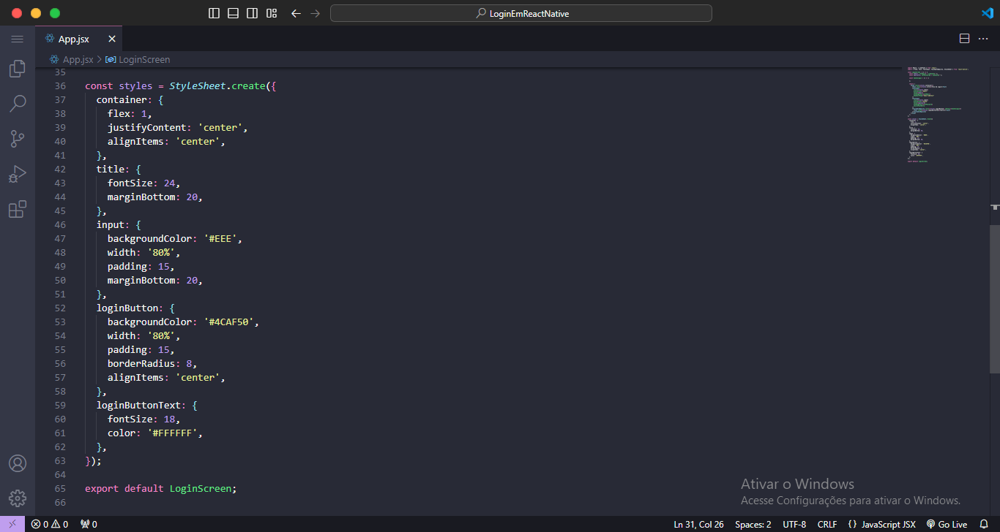 LoginEmReactNative
App.jsx
App.jsx > LoginScreen
35
36 const styles = StyleSheet.create({
37 container: {
38 flex: 1,
39 justifyContent: 'center',
40 alignItems: 'center',
41 },
42 title: {
43 fontSize: 24,
44 marginBottom: 20,
45 },
46 input: {
47 backgroundColor: '#EEE',
48 width: '80%',
49 padding: 15,
50 marginBottom: 20,
51 },
52 loginButton: {
53 backgroundColor: '#4CAF50',
54 width: '80%',
55 padding: 15,
56 borderRadius: 8,
57 alignItems: 'center',
58 },
59 loginButtonText: {
60 fontSize: 18,
61 color: '#FFFFFF',
62 },
63 });
64
65 export default LoginScreen;
66
Ativar o Windows
Acesse Configurações para ativar o Windows.
0 0 0 Ln 31, Col 26 Spaces: 2 UTF-8 CRLF {} JavaScript JSX Go Live